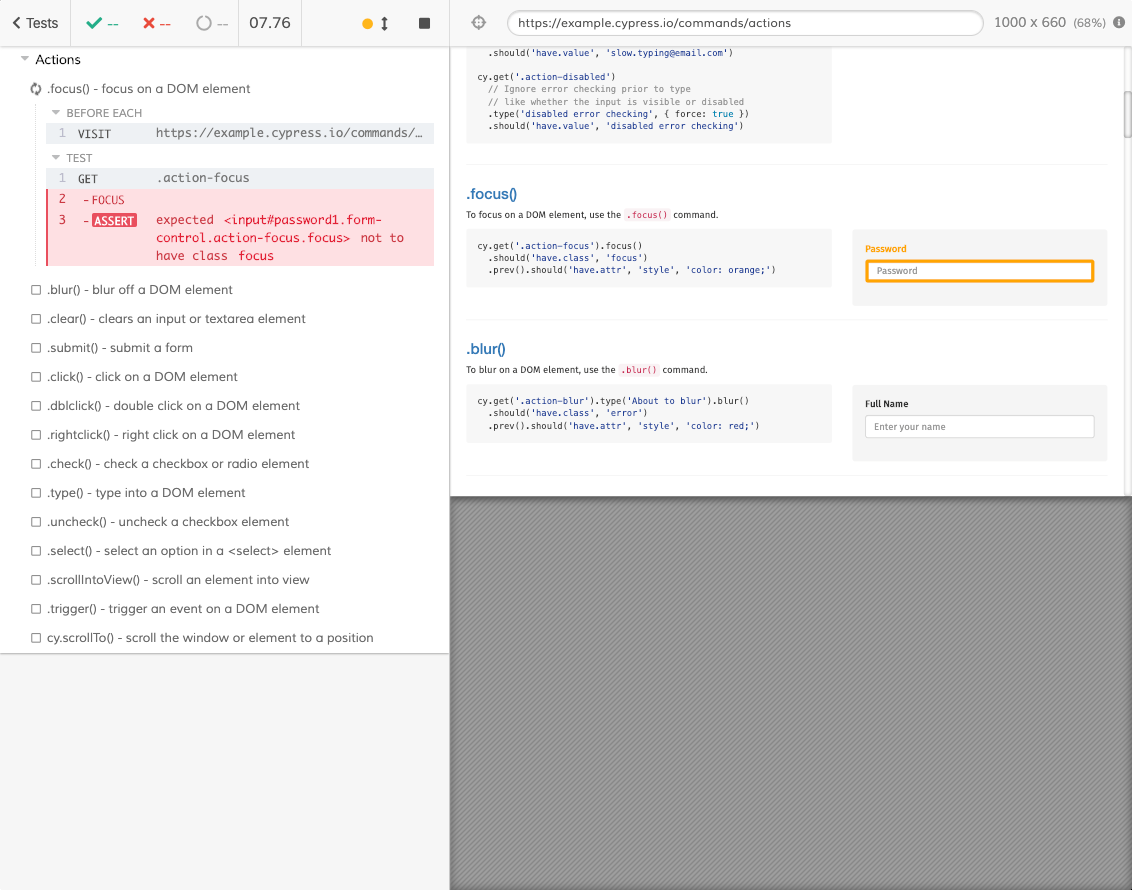 Tests
--
--
--
07.76
https://example.cypress.io/commands/actions
1000 x 660 (68%)
Actions
.focus() - focus on a DOM element
BEFORE EACH
1 VISIT https://example.cypress.io/commands/…
TEST
1 GET .action-focus
2 -FOCUS
3 -ASSERT expected <input#password1.form-
control.action-focus.focus> not to
have class focus
.blur() - blur off a DOM element
.clear() - clears an input or textarea element
.submit() - submit a form
.click() - click on a DOM element
.dblclick() - double click on a DOM element
.rightclick() - right click on a DOM element
.check() - check a checkbox or radio element
.type() - type into a DOM element
.uncheck() - uncheck a checkbox element
.select() - select an option in a <select> element
.scrollIntoView() - scroll an element into view
.trigger() - trigger an event on a DOM element
cy.scrollTo() - scroll the window or element to a position
.should('have.value', 'slow.typing@email.com')
cy.get('.action-disabled')
// Ignore error checking prior to type
// like whether the input is visible or disabled
.type('disabled error checking', { force: true })
.should('have.value', 'disabled error checking')
.focus()
To focus on a DOM element, use the .focus() command.
cy.get('.action-focus').focus()
.should('have.class', 'focus')
.prev().should('have.attr', 'style', 'color: orange;')
Password
Password
.blur()
To blur on a DOM element, use the .blur() command.
cy.get('.action-blur').type('About to blur').blur()
.should('have.class', 'error')
.prev().should('have.attr', 'style', 'color: red;')
Full Name
Enter your name